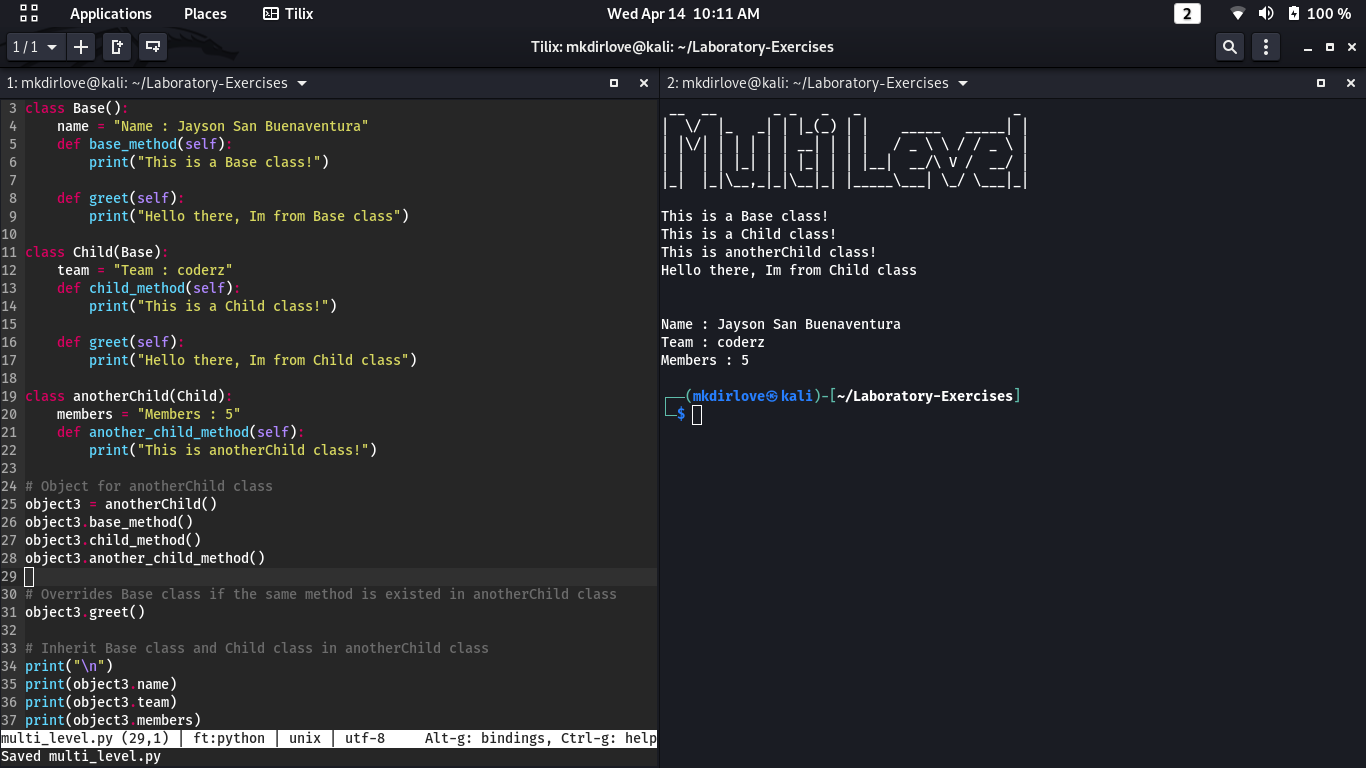 Applications Places Tilix Wed Apr 14 10:11 AM 2 100 %
1 / 1 Tilix: mkdirlove@kali: ~/Laboratory-Exercises
1: mkdirlove@kali: ~/Laboratory-Exercises
3 class Base():
4     name = "Name : Jayson San Buenaventura"
5     def base_method(self):
6         print("This is a Base class!")
7
8     def greet(self):
9         print("Hello there, Im from Base class")
10
11 class Child(Base):
12     team = "Team : coderz"
13     def child_method(self):
14         print("This is a Child class!")
15
16     def greet(self):
17         print("Hello there, Im from Child class")
18
19 class anotherChild(Child):
20     members = "Members : 5"
21     def another_child_method(self):
22         print("This is anotherChild class!")
23
24 # Object for anotherChild class
25 object3 = anotherChild()
26 object3.base_method()
27 object3.child_method()
28 object3.another_child_method()
29
30 # Overrides Base class if the same method is existed in anotherChild class
31 object3.greet()
32
33 # Inherit Base class and Child class in anotherChild class
34 print("\n")
35 print(object3.name)
36 print(object3.team)
37 print(object3.members)
multi_level.py (29,1) | ft:python | unix | utf-8    Alt-g: bindings, Ctrl-g: help
Saved multi_level.py
2: mkdirlove@kali: ~/Laboratory-Exercises
Multi Level
This is a Base class!
This is a Child class!
This is anotherChild class!
Hello there, Im from Child class
Name : Jayson San Buenaventura
Team : coderz
Members : 5
┌──(mkdirlove㉿kali)-[~/Laboratory-Exercises]
└─$